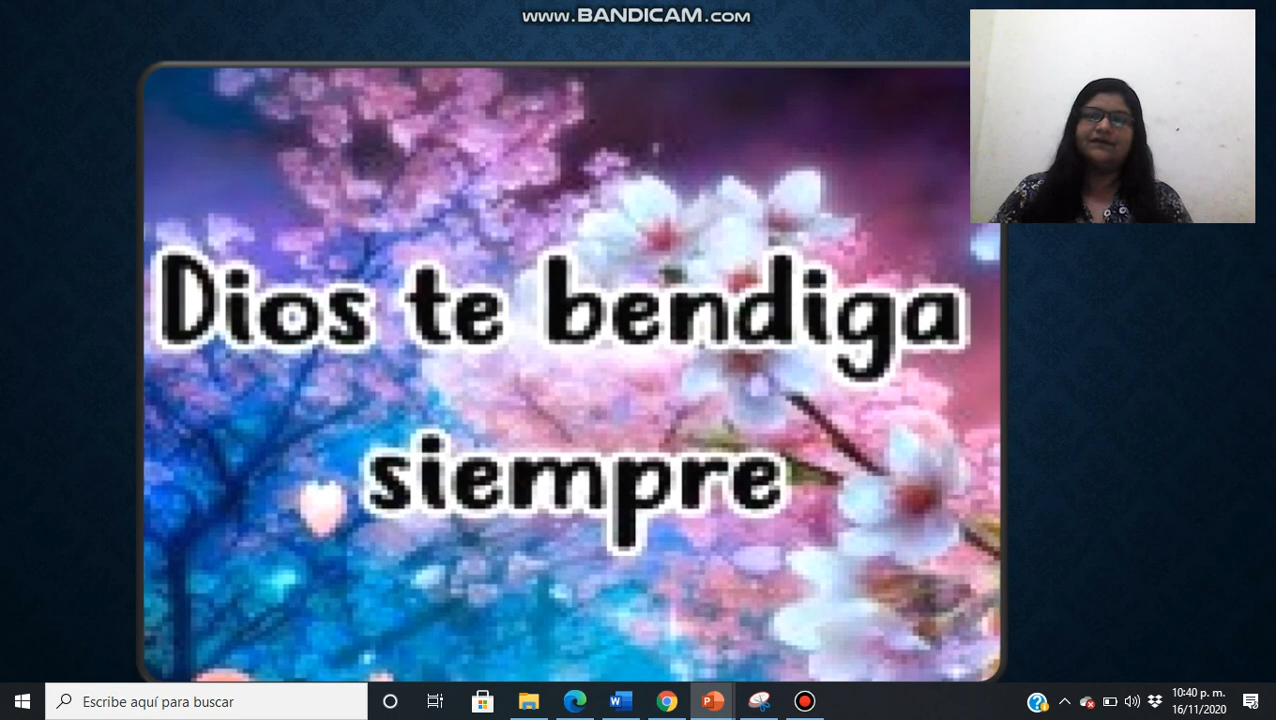 www.BANDICAM.com
Dios te bendiga
siempre
Escribe aquí para buscar
10:40 p. m.
16/11/2020